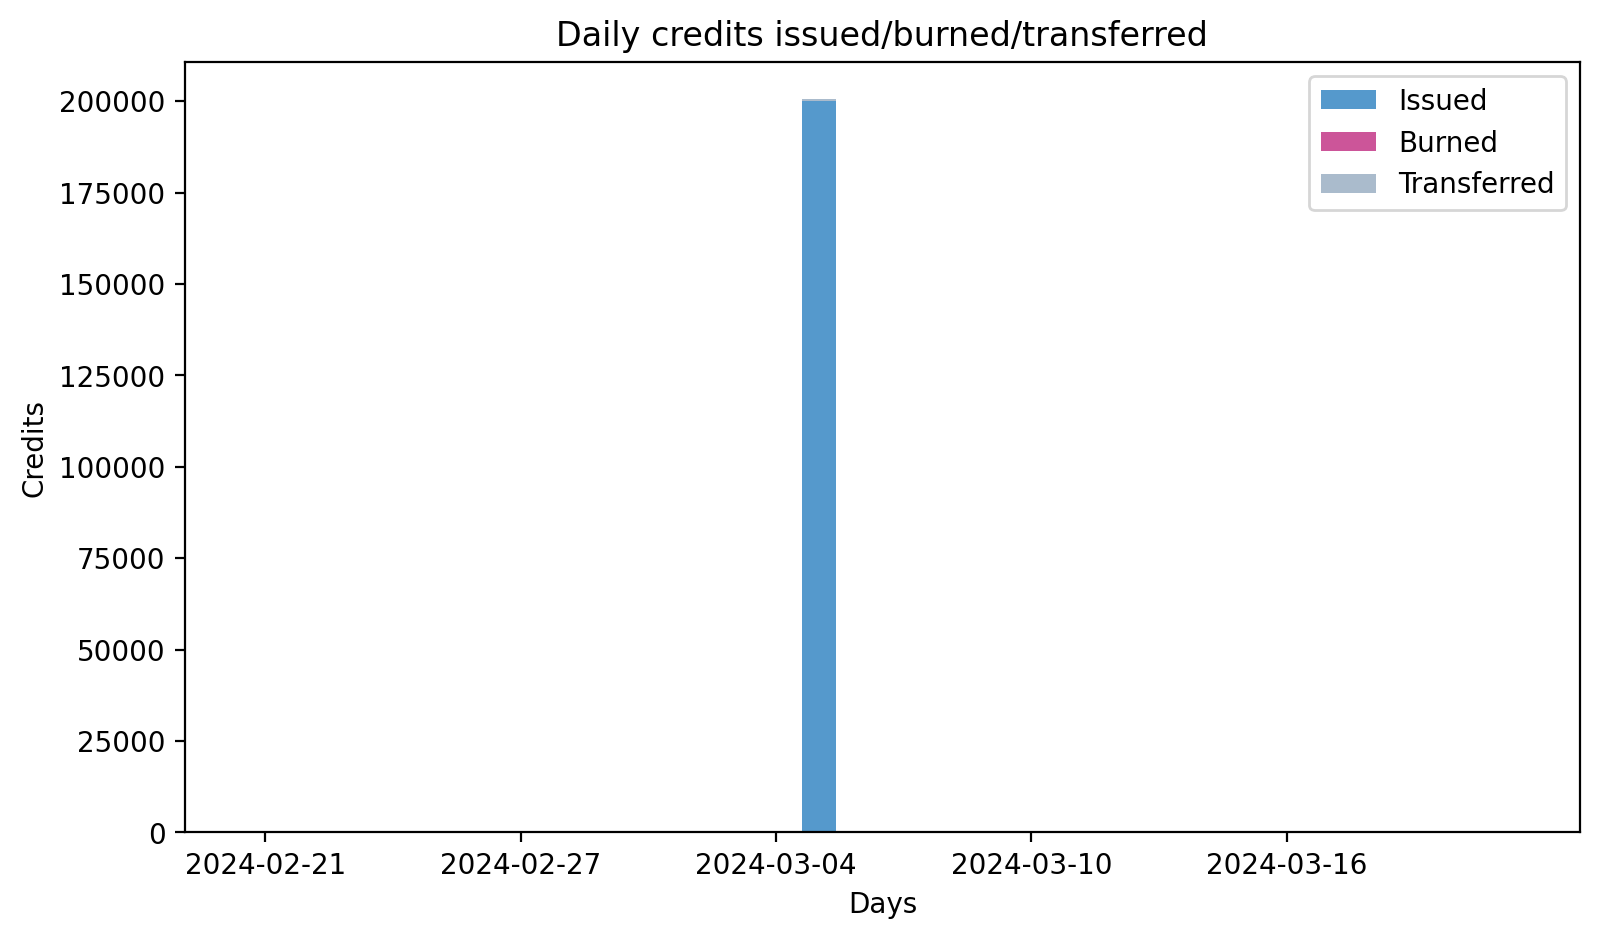 Daily credits issued/burned/transferred
Issued
Burned
Transferred
Credits
200000
175000
150000
125000
100000
75000
50000
25000
0
2024-02-21 2024-02-27 2024-03-04 2024-03-10 2024-03-16
Days